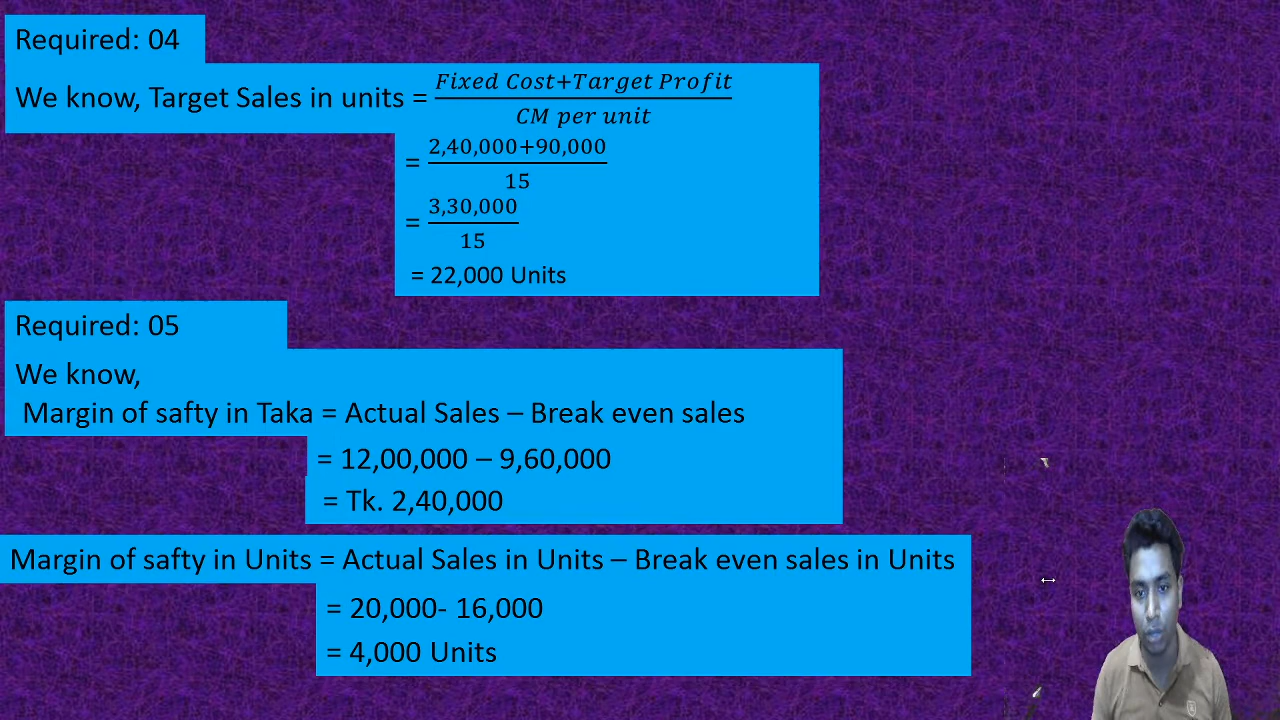 Required: 04
We know, Target Sales in units = Fixed Cost+Target Profit / CM per unit
= 2,40,000+90,000 / 15
= 3,30,000 / 15
= 22,000 Units
Required: 05
We know,
Margin of safty in Taka = Actual Sales – Break even sales
= 12,00,000 – 9,60,000
= Tk. 2,40,000
Margin of safty in Units = Actual Sales in Units – Break even sales in Units
= 20,000- 16,000
= 4,000 Units